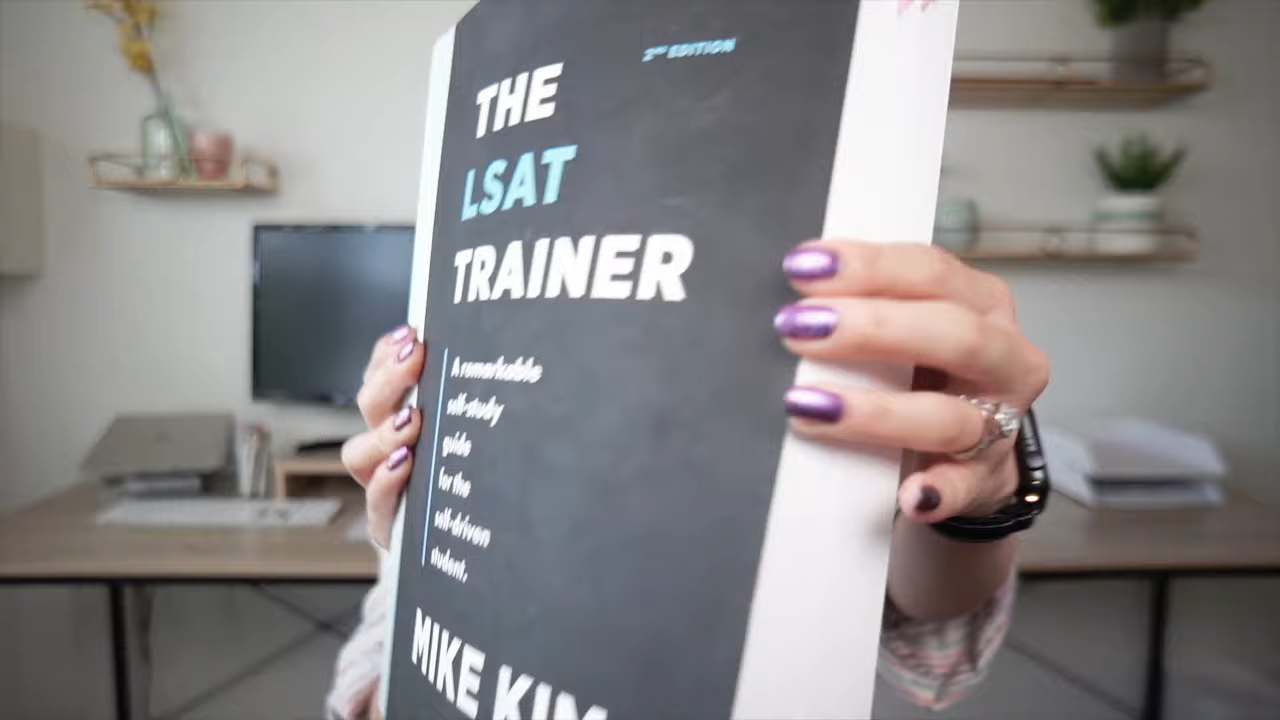 2ND EDITION
THE
LSAT
TRAINER
A remarkable
self-study
guide
for the
self-driven
student.
MIKE KIM